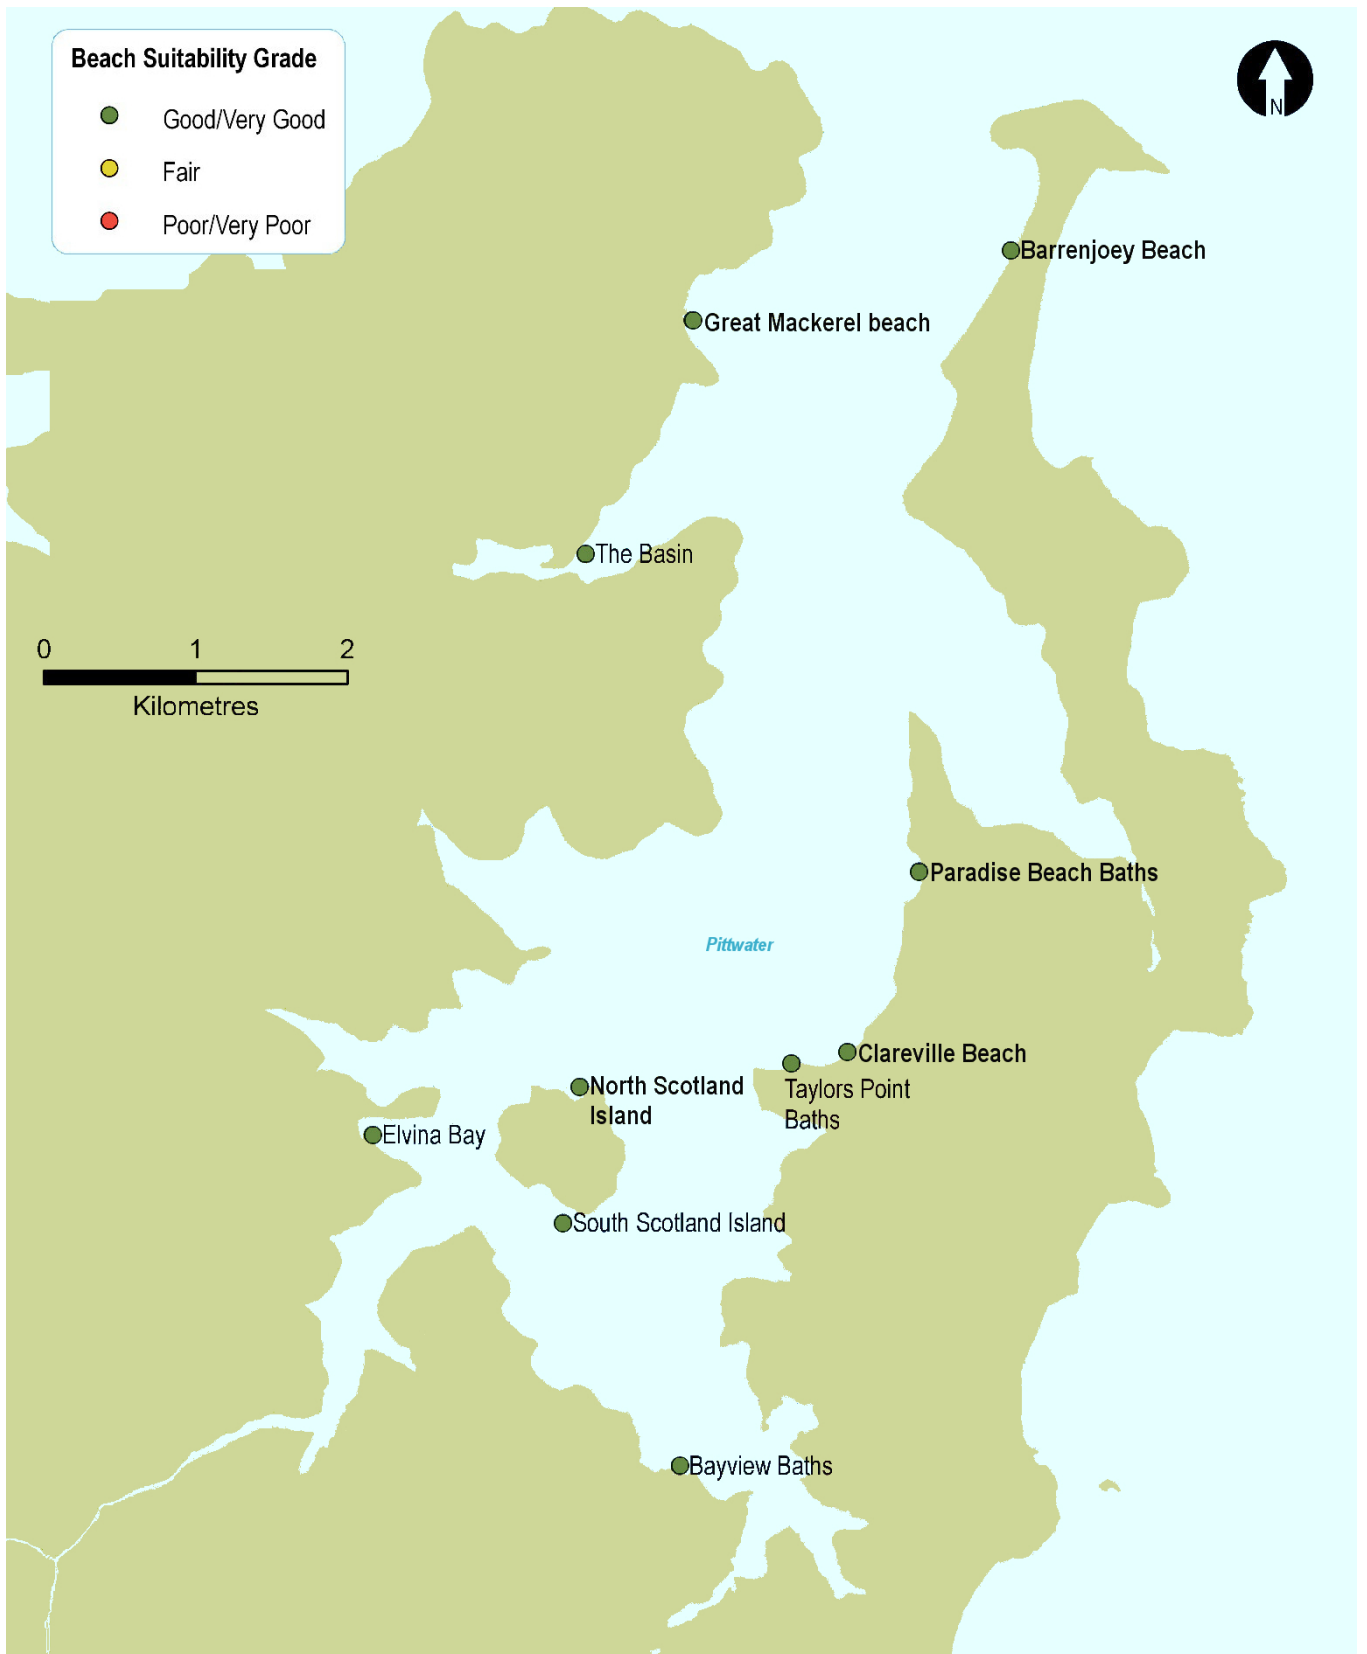 Beach Suitability Grade
Good/Very Good
Fair
Poor/Very Poor
N
Barrenjoey Beach
Great Mackerel beach
The Basin
0 1 2
Kilometres
Paradise Beach Baths
Pittwater
Clareville Beach
Taylors Point
Baths
North Scotland
Island
Elvina Bay
South Scotland Island
Bayview Baths